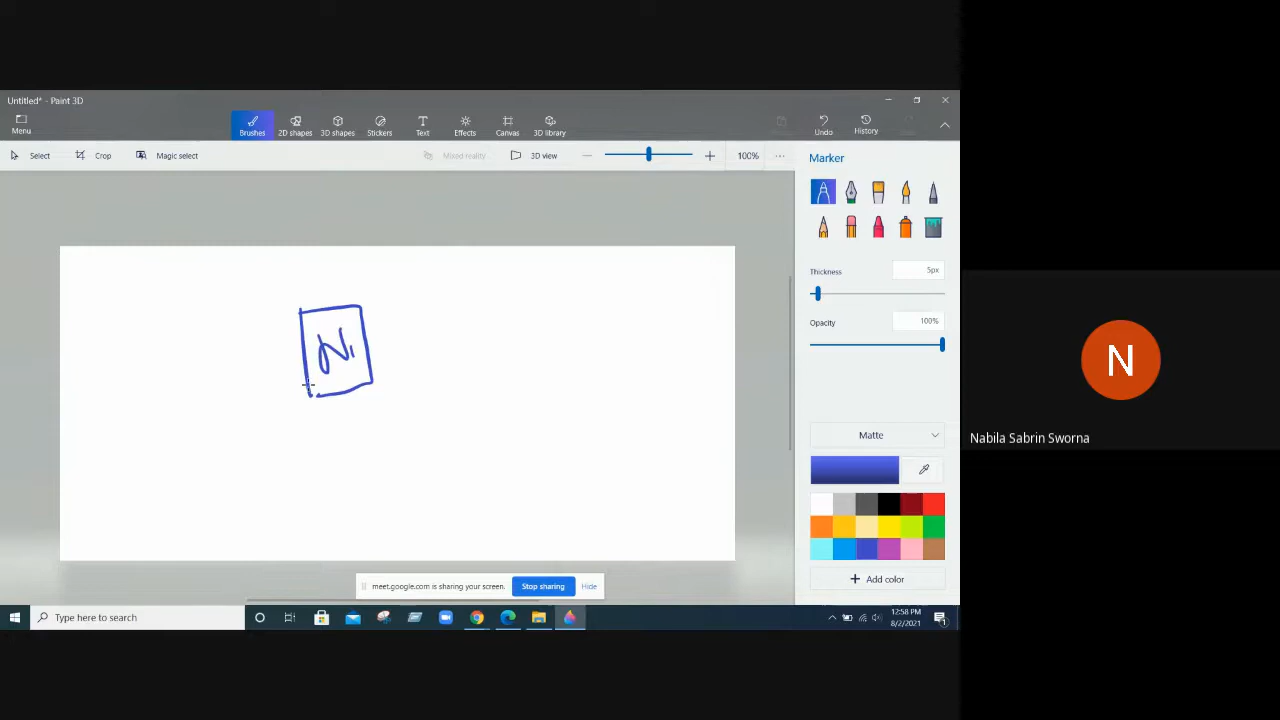 Untitled* - Paint 3D
Menu
Brushes
2D shapes
3D shapes
Stickers
Text
Effects
Canvas
3D library
Undo
History
Select
Crop
Magic select
Mixed reality
3D view
100%
Marker
Thickness
5px
Opacity
100%
N₁
Matte
Add color
N
Nabila Sabrin Sworna
meet.google.com is sharing your screen.
Stop sharing
Hide
Type here to search
12:58 PM
8/2/2021